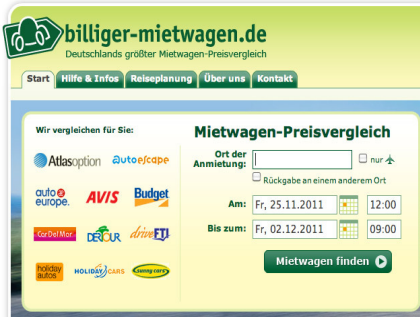 billiger-mietwagen.de
Deutschlands größter Mietwagen-Preisvergleich
Start Hilfe & Infos Reiseplanung Über uns Kontakt
Wir vergleichen für Sie:
Atlasoption autoescape
auto europe. AVIS Budget
CarDelMar DERTOUR driveFTI
holiday autos HOLIDAY CARS sunny cars
Mietwagen-Preisvergleich
Ort der Anmietung: nur
Rückgabe an einem anderem Ort
Am: Fr, 25.11.2011 12:00
Bis zum: Fr, 02.12.2011 09:00
Mietwagen finden